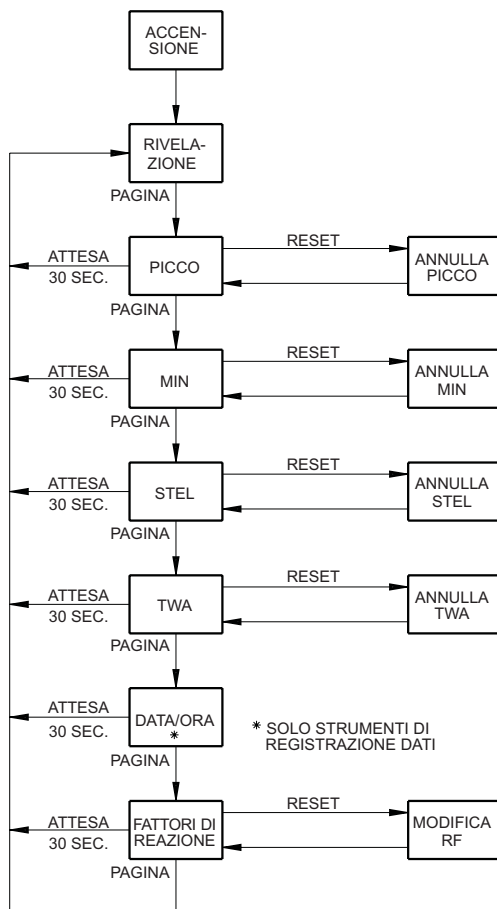 ACCEN-
SIONE
RIVELA-
ZIONE
PAGINA
ATTESA
30 SEC.
PICCO
RESET
ANNULLA
PICCO
PAGINA
ATTESA
30 SEC.
MIN
RESET
ANNULLA
MIN
PAGINA
ATTESA
30 SEC.
STEL
RESET
ANNULLA
STEL
PAGINA
ATTESA
30 SEC.
TWA
RESET
ANNULLA
TWA
PAGINA
ATTESA
30 SEC.
DATA/ORA
*
* SOLO STRUMENTI DI
REGISTRAZIONE DATI
PAGINA
ATTESA
30 SEC.
FATTORI DI
REAZIONE
RESET
MODIFICA
RF
PAGINA